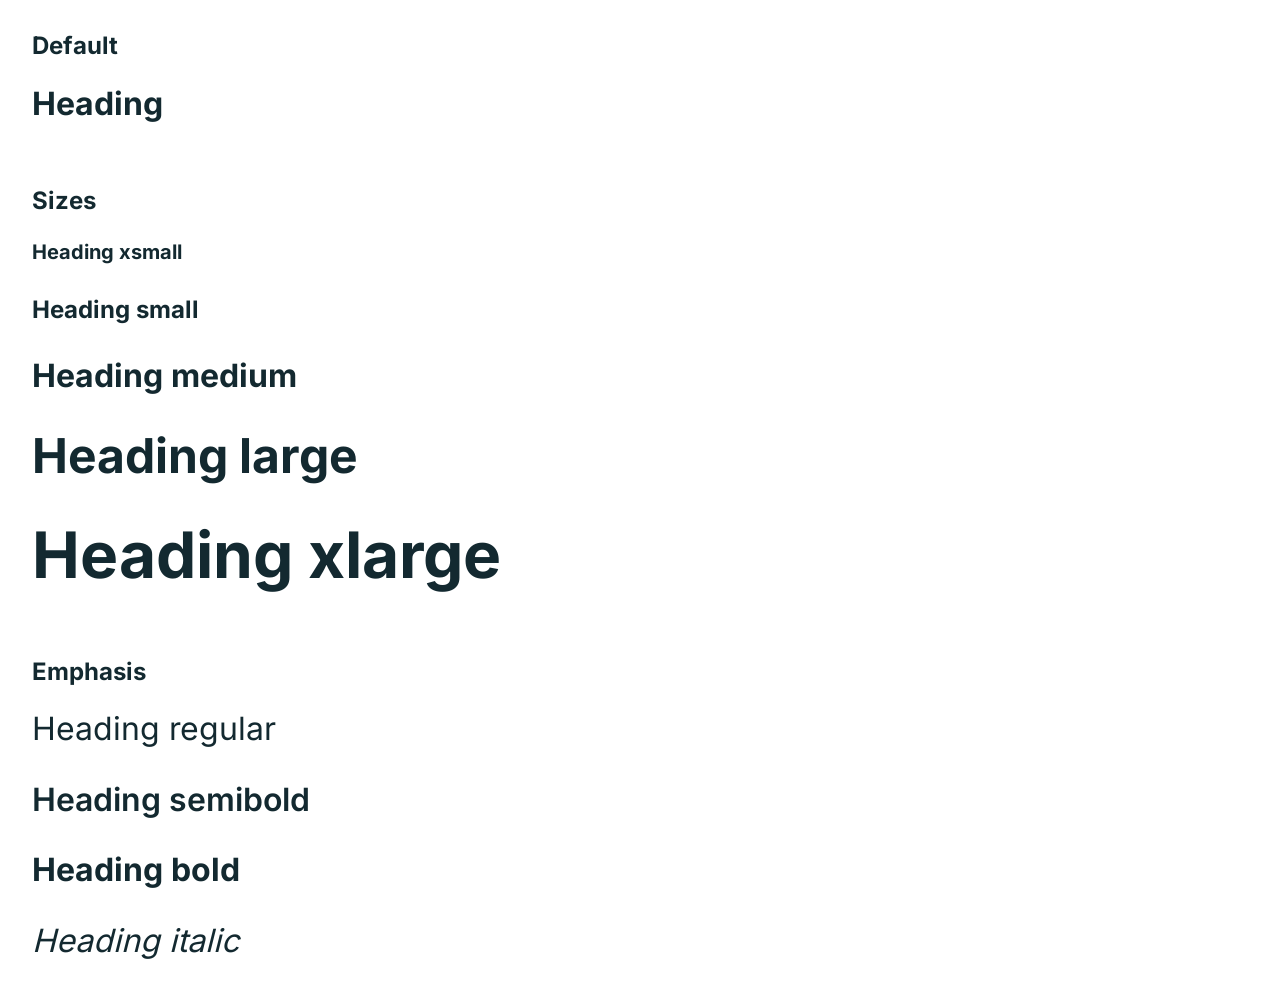 Default
Heading
Sizes
Heading xsmall
Heading small
Heading medium
Heading large
Heading xlarge
Emphasis
Heading regular
Heading semibold
Heading bold
Heading italic